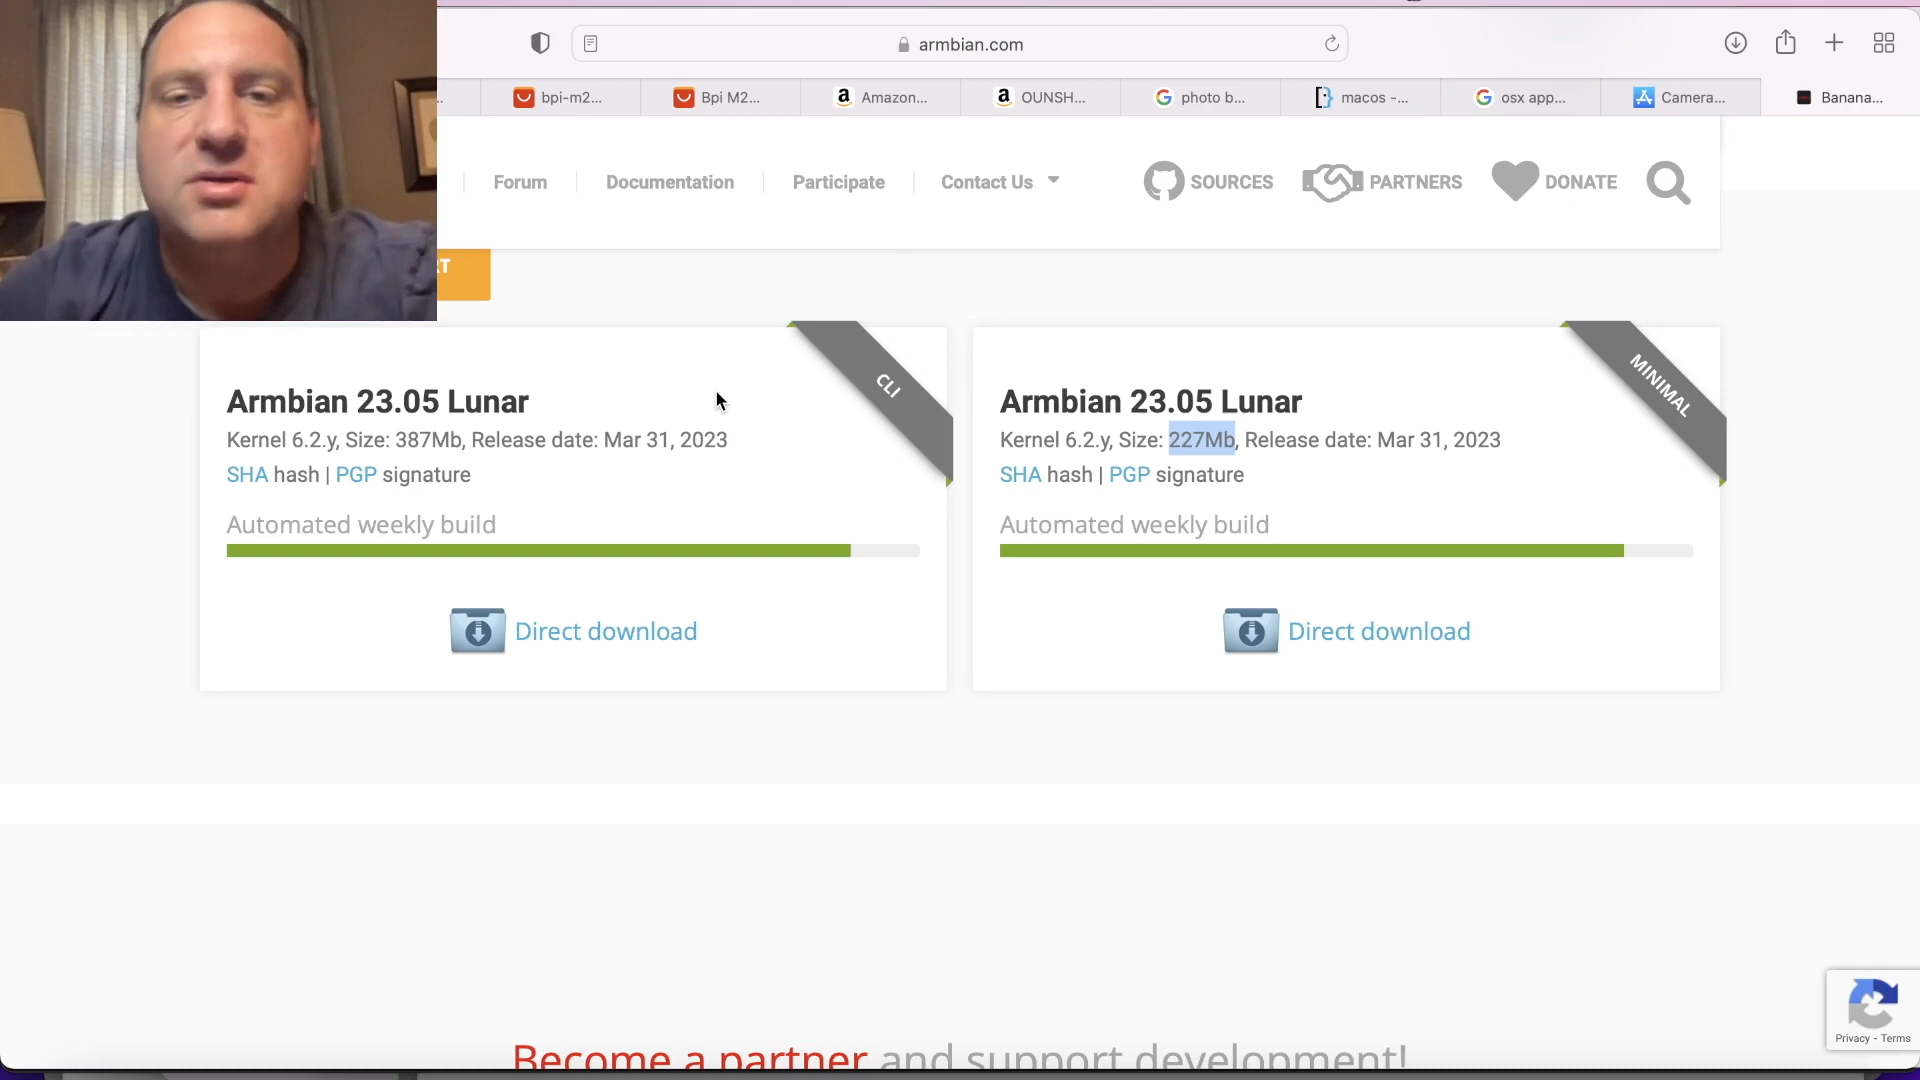 armbian.com
..
bpi-m2...
Bpi M2...
Amazon...
OUNSH...
photo b...
macos -...
osx app...
Camera...
Banana...
Forum
Documentation
Participate
Contact Us
SOURCES
PARTNERS
DONATE
RT
CLI
Armbian 23.05 Lunar
Kernel 6.2.y, Size: 387Mb, Release date: Mar 31, 2023
SHA hash | PGP signature
Automated weekly build
Direct download
MINIMAL
Armbian 23.05 Lunar
Kernel 6.2.y, Size: 227Mb, Release date: Mar 31, 2023
SHA hash | PGP signature
Automated weekly build
Direct download
Privacy - Terms
Become a partner and support development!